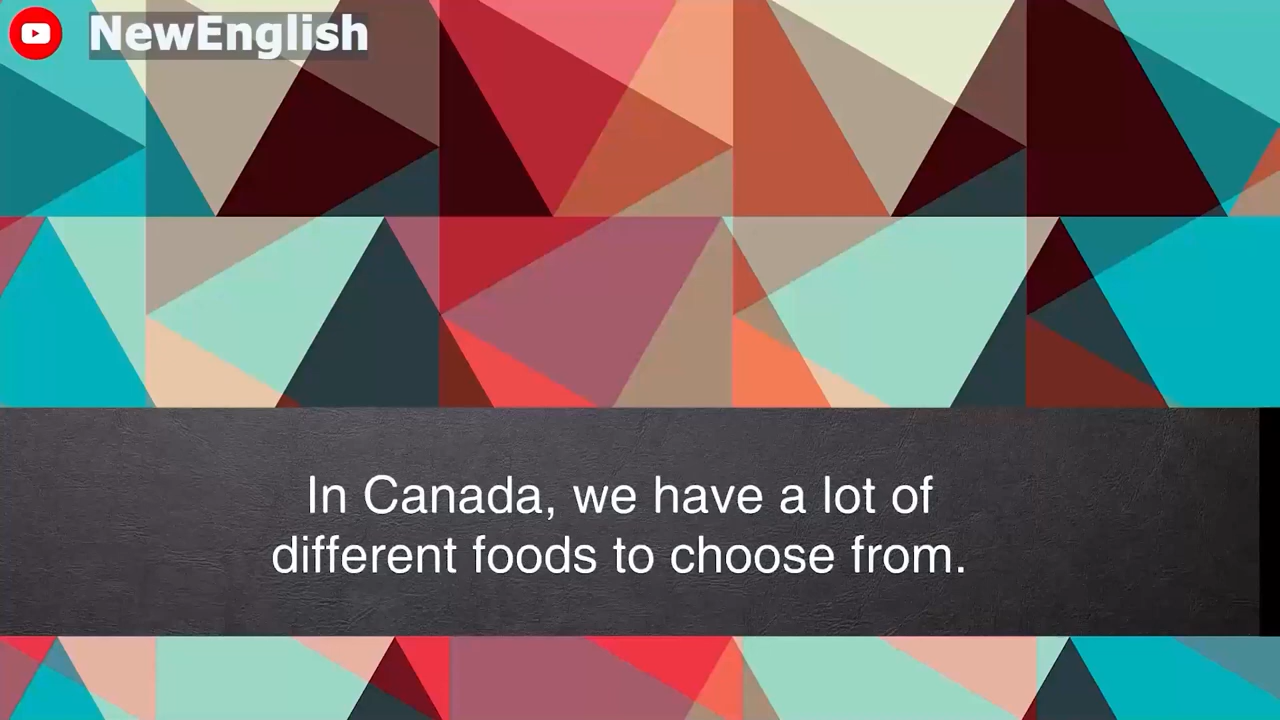 NewEnglish
In Canada, we have a lot of
different foods to choose from.